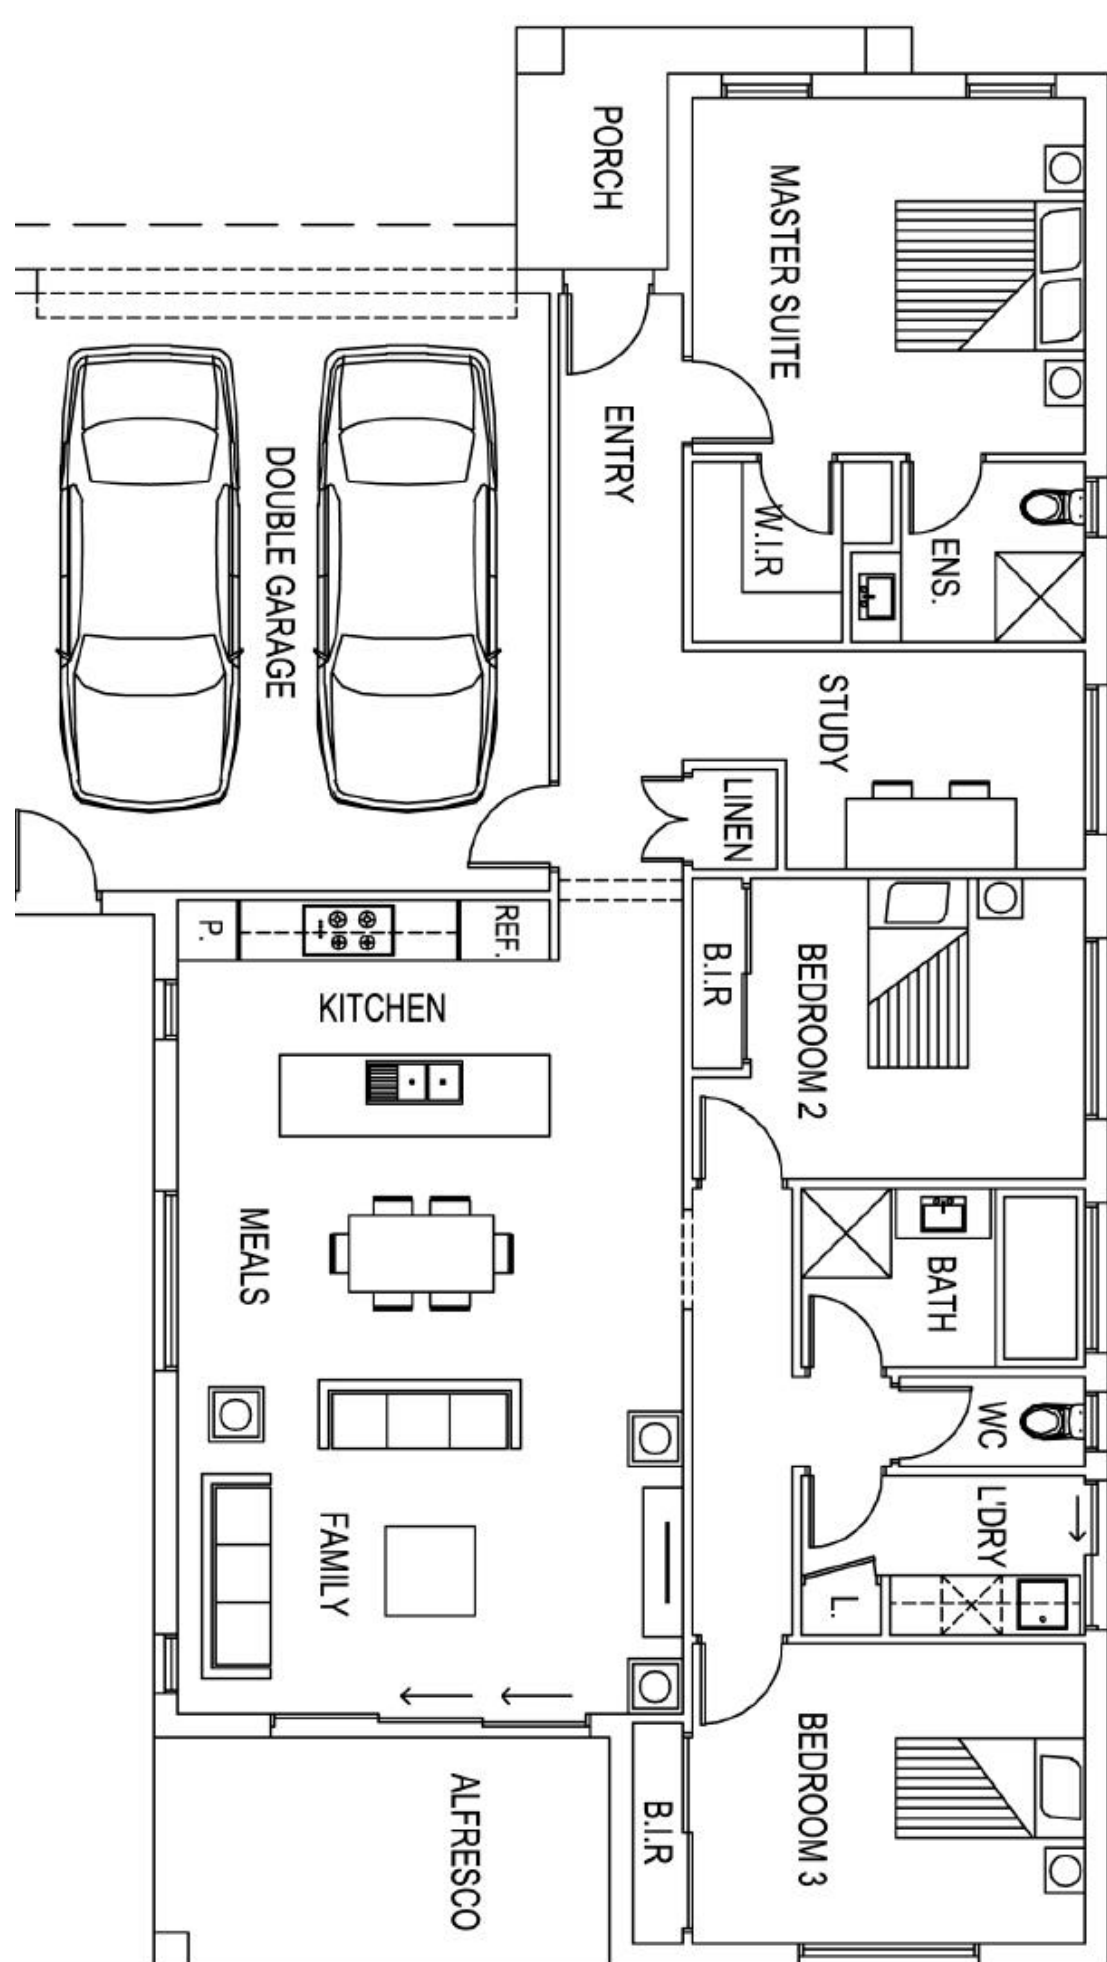 PORCH
MASTER SUITE
ENTRY
DOUBLE GARAGE
W.I.R
ENS.
STUDY
LINEN
P.
REF.
KITCHEN
B.I.R
BEDROOM 2
MEALS
BATH
WC
L'DRY
L.
FAMILY
BEDROOM 3
B.I.R
ALFRESCO